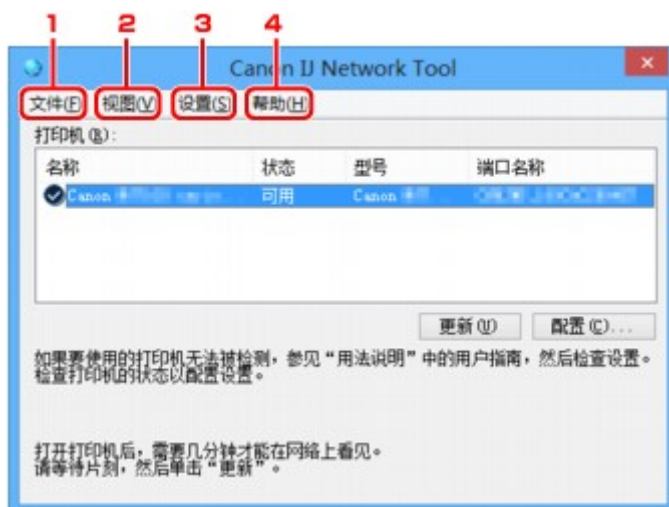 1 2 3 4
Canon IJ Network Tool
文件(F) 视图(V) 设置(S) 帮助(H)
打印机(R):
名称 状态 型号 端口名称
Canon 可用 Canon
更新(U) 配置(C)...
如果要使用的打印机无法被检测，参见“用法说明”中的用户指南，然后检查设置。
检查打印机的状态以配置设置。
打开打印机后，需要几分钟才能在网络上看见。
请等待片刻，然后单击“更新”。